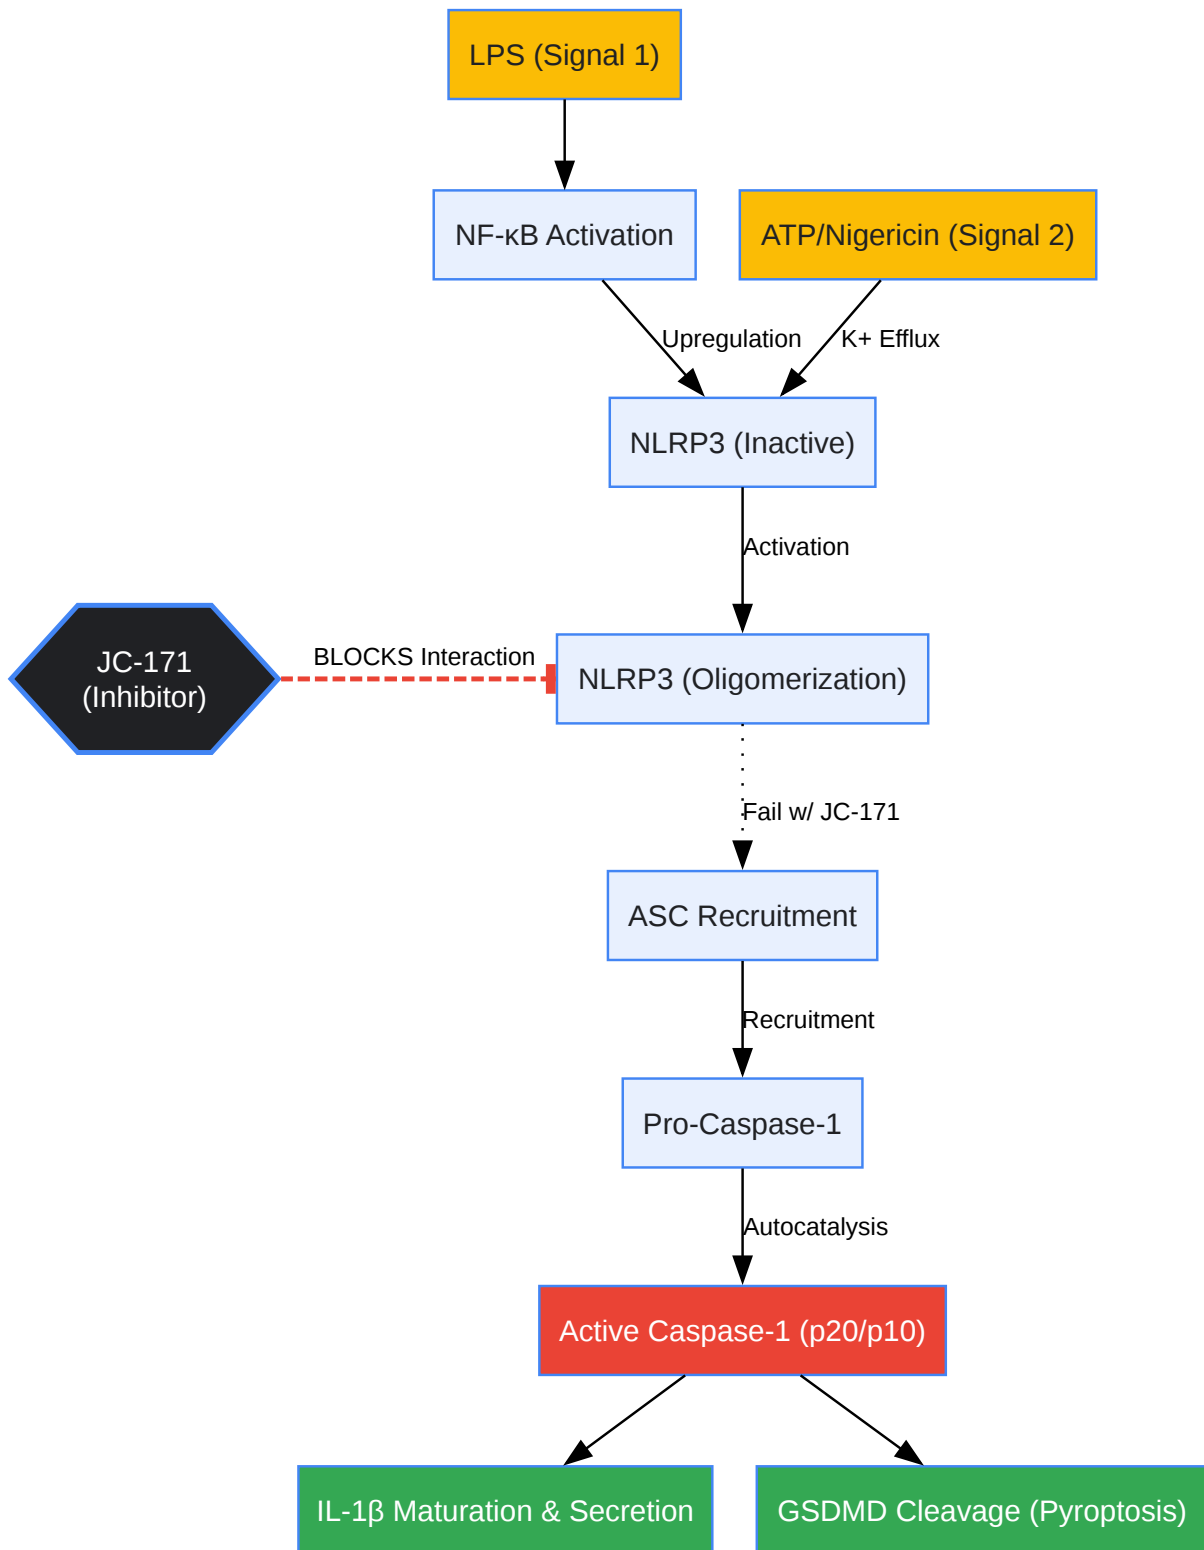 LPS (Signal 1)
NF-κB Activation
ATP/Nigericin (Signal 2)
Upregulation
K+ Efflux
NLRP3 (Inactive)
Activation
JC-171
(Inhibitor)
BLOCKS Interaction
NLRP3 (Oligomerization)
Fail w/ JC-171
ASC Recruitment
Recruitment
Pro-Caspase-1
Autocatalysis
Active Caspase-1 (p20/p10)
IL-1β Maturation & Secretion
GSDMD Cleavage (Pyroptosis)